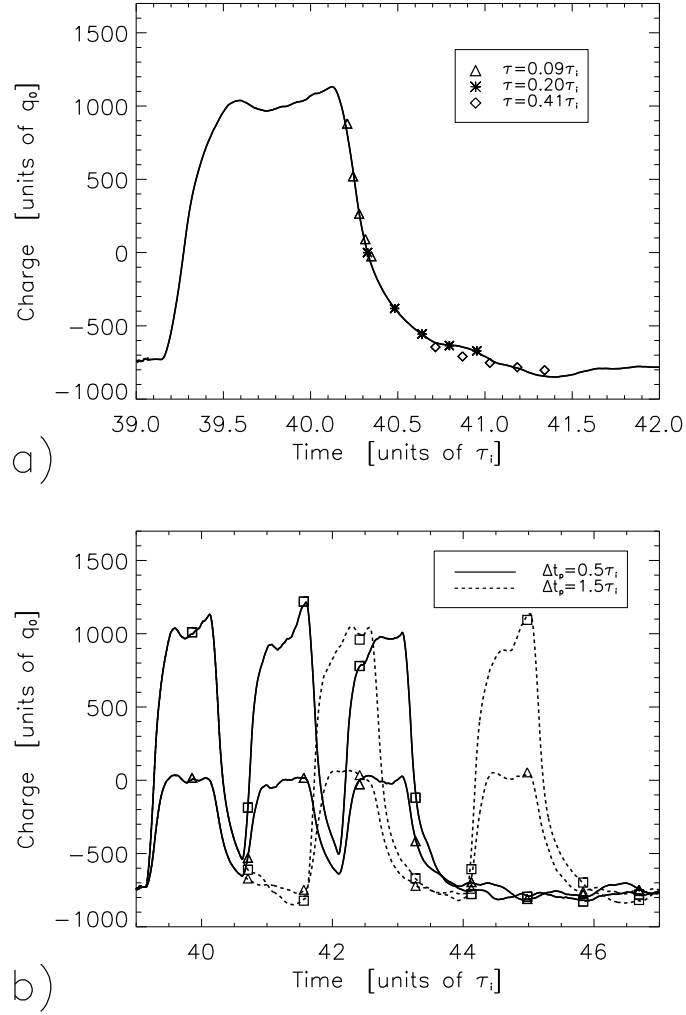 1500
1000
500
0
−500
−1000
Charge [units of q₀]
τ=0.09τᵢ
τ=0.20τᵢ
τ=0.41τᵢ
39.0 39.5 40.0 40.5 41.0 41.5 42.0
Time [units of τᵢ]
a)
1500
1000
500
0
−500
−1000
Charge [units of q₀]
Δtₚ=0.5τᵢ
Δtₚ=1.5τᵢ
40 42 44 46
Time [units of τᵢ]
b)